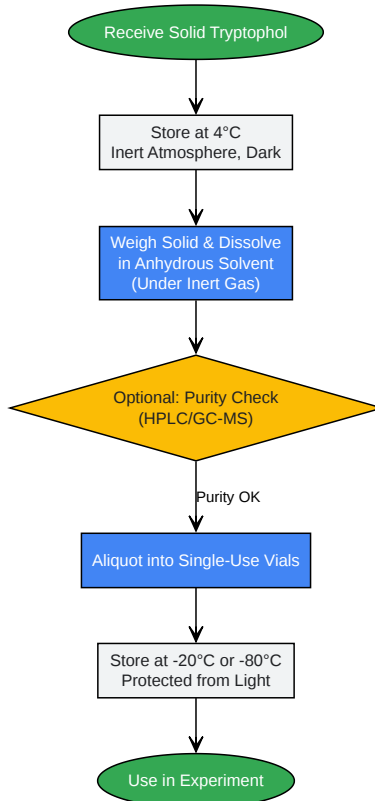 Receive Solid Tryptophol
Store at 4°C
Inert Atmosphere, Dark
Weigh Solid & Dissolve
in Anhydrous Solvent
(Under Inert Gas)
Optional: Purity Check
(HPLC/GC-MS)
Purity OK
Aliquot into Single-Use Vials
Store at -20°C or -80°C
Protected from Light
Use in Experiment